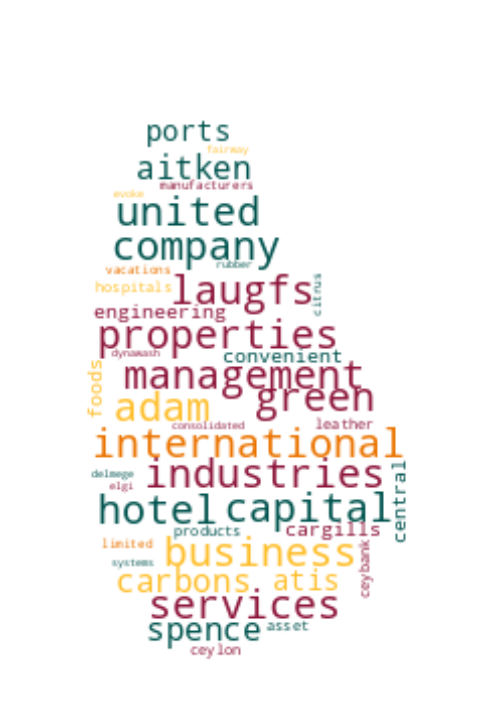 ports
fairway
aitken
manufacturers
evoke
united
company
rubber
vacations
citrus
hospitals
laugfs
engineering
properties
dynawash
convenient
foods
management
adam
green
consolidated
leather
international
delmege
industries
elgi
central
hotel
capital
products
cargills
limited
business
ceybank
systems
carbons
atis
services
spence
asset
ceylon